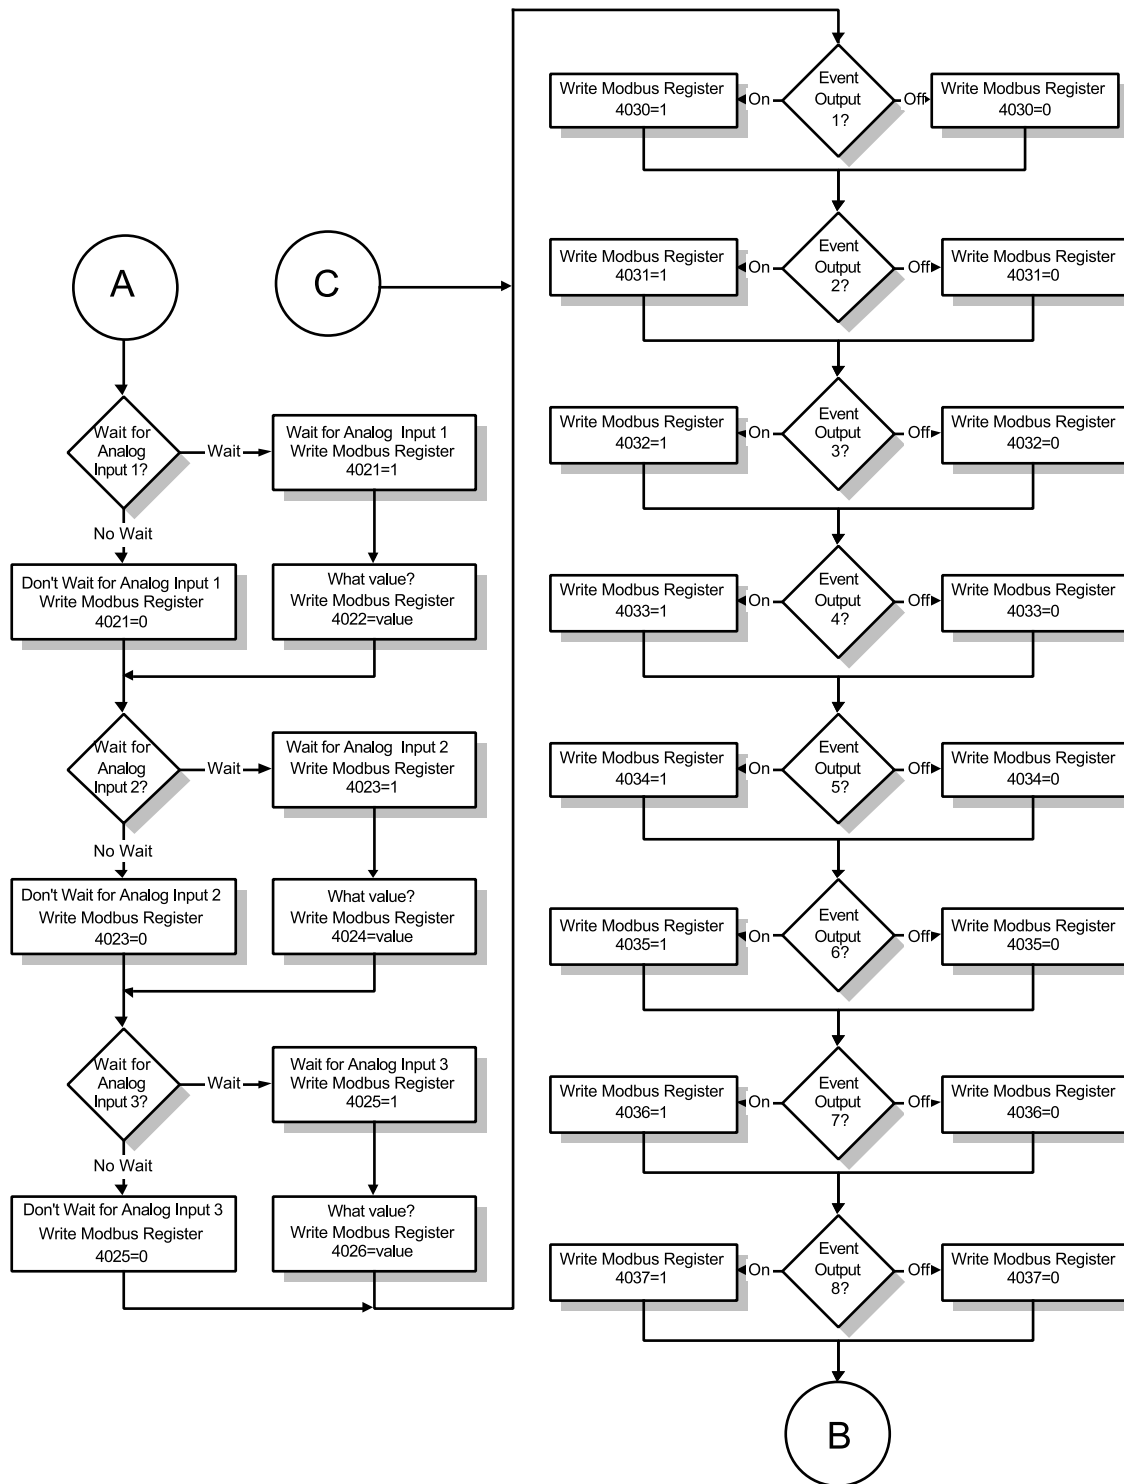 A
Wait for
Analog
Input 1?
Wait
Wait for Analog Input 1
Write Modbus Register
4021=1
No Wait
Don't Wait for Analog Input 1
Write Modbus Register
4021=0
What value?
Write Modbus Register
4022=value
Wait for
Analog
Input 2?
Wait
Wait for Analog Input 2
Write Modbus Register
4023=1
No Wait
Don't Wait for Analog Input 2
Write Modbus Register
4023=0
What value?
Write Modbus Register
4024=value
Wait for
Analog
Input 3?
Wait
Wait for Analog Input 3
Write Modbus Register
4025=1
No Wait
Don't Wait for Analog Input 3
Write Modbus Register
4025=0
What value?
Write Modbus Register
4026=value
C
Write Modbus Register
4030=1
On
Event
Output
1?
Off
Write Modbus Register
4030=0
Write Modbus Register
4031=1
On
Event
Output
2?
Off
Write Modbus Register
4031=0
Write Modbus Register
4032=1
On
Event
Output
3?
Off
Write Modbus Register
4032=0
Write Modbus Register
4033=1
On
Event
Output
4?
Off
Write Modbus Register
4033=0
Write Modbus Register
4034=1
On
Event
Output
5?
Off
Write Modbus Register
4034=0
Write Modbus Register
4035=1
On
Event
Output
6?
Off
Write Modbus Register
4035=0
Write Modbus Register
4036=1
On
Event
Output
7?
Off
Write Modbus Register
4036=0
Write Modbus Register
4037=1
On
Event
Output
8?
Off
Write Modbus Register
4037=0
B